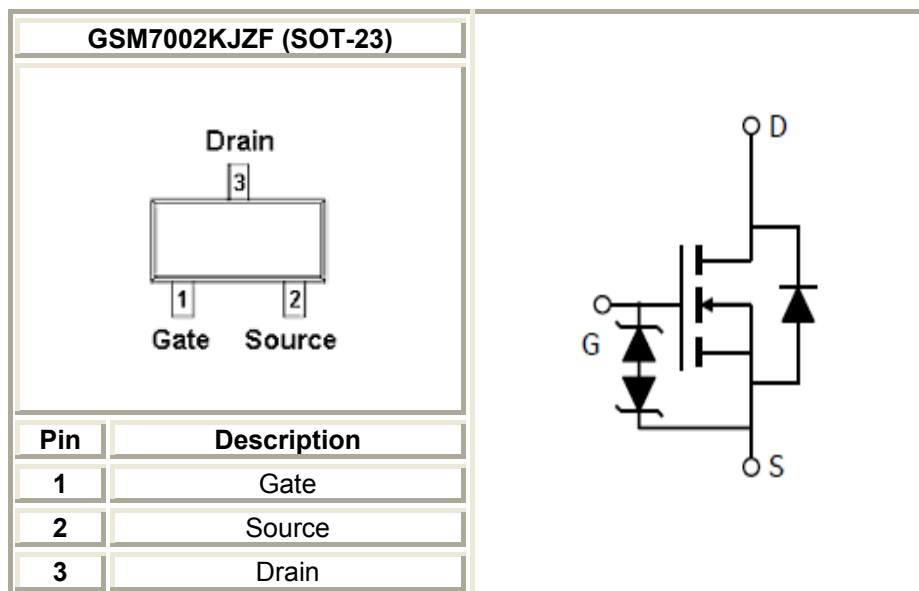 GSM7002KJZF (SOT-23)
Drain
3
1
2
Gate Source
Pin Description
1 Gate
2 Source
3 Drain
D
G
S